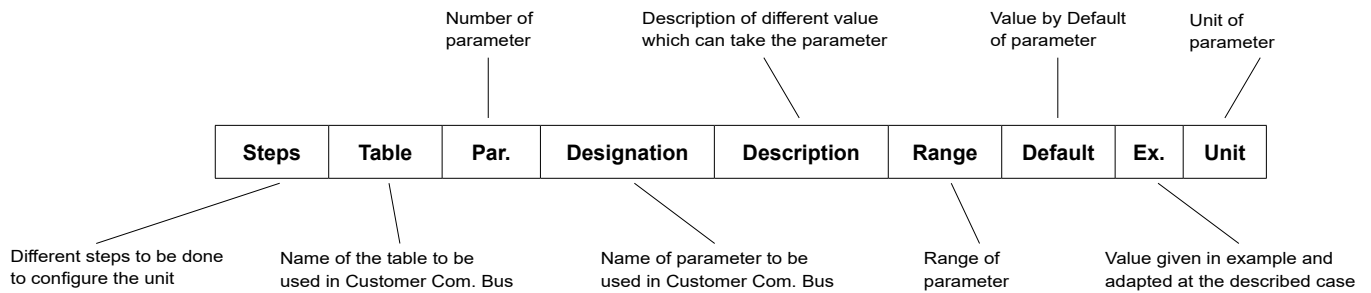 Number of
parameter
Description of different value
which can take the parameter
Value by Default
of parameter
Unit of
parameter
Steps Table Par. Designation Description Range Default Ex. Unit
Different steps to be done
to configure the unit
Name of the table to be
used in Customer Com. Bus
Name of parameter to be
used in Customer Com. Bus
Range of
parameter
Value given in example and
adapted at the described case